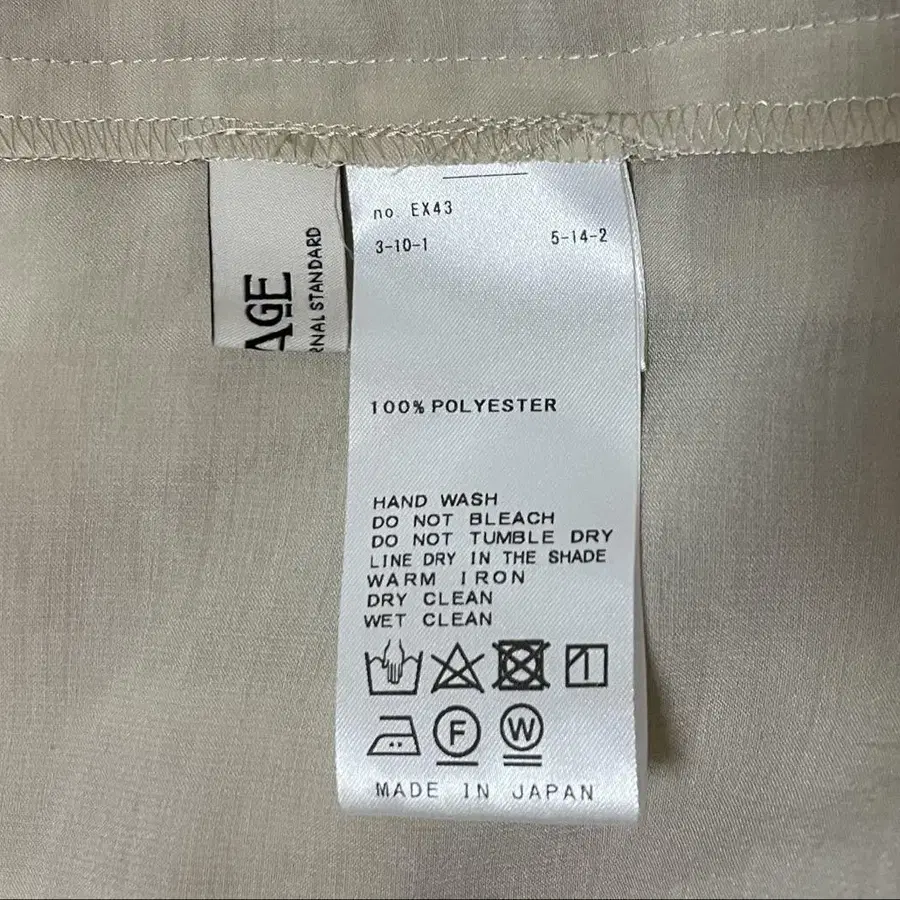 no. EX43
3-10-1 5-14-2
100% POLYESTER
HAND WASH
DO NOT BLEACH
DO NOT TUMBLE DRY
LINE DRY IN THE SHADE
WARM IRON
DRY CLEAN
WET CLEAN
F W
MADE IN JAPAN
AGE
RNAL STANDARD